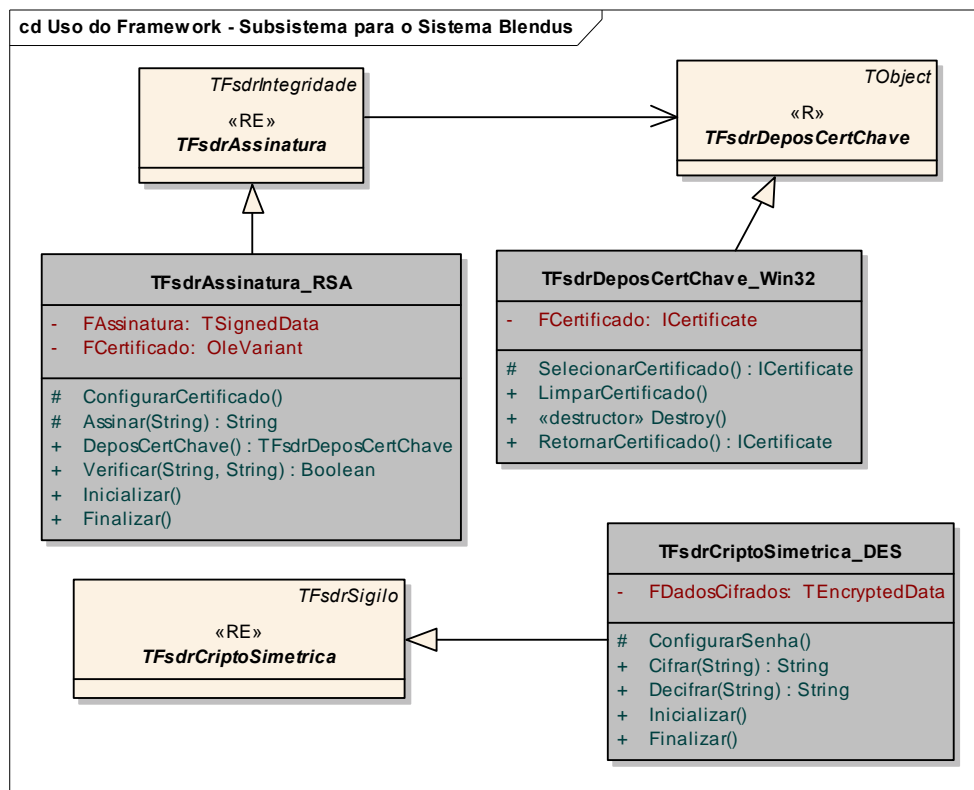 cd Uso do Framework - Subsistema para o Sistema Blendus
TFsdrIntegridade
«RE»
TFsdrAssinatura
TObject
«R»
TFsdrDeposCertChave
TFsdrAssinatura_RSA
- FAssinatura: TSignedData
- FCertificado: OleVariant
# ConfigurarCertificado()
# Assinar(String) : String
+ DeposCertChave() : TFsdrDeposCertChave
+ Verificar(String, String) : Boolean
+ Inicializar()
+ Finalizar()
TFsdrDeposCertChave_Win32
- FCertificado: ICertificate
# SelecionarCertificado() : ICertificate
+ LimparCertificado()
+ «destructor» Destroy()
+ RetornarCertificado() : ICertificate
TFsdrSigilo
«RE»
TFsdrCriptoSimetrica
TFsdrCriptoSimetrica_DES
- FDadosCifrados: TEncryptedData
# ConfigurarSenha()
+ Cifrar(String) : String
+ Decifrar(String) : String
+ Inicializar()
+ Finalizar()